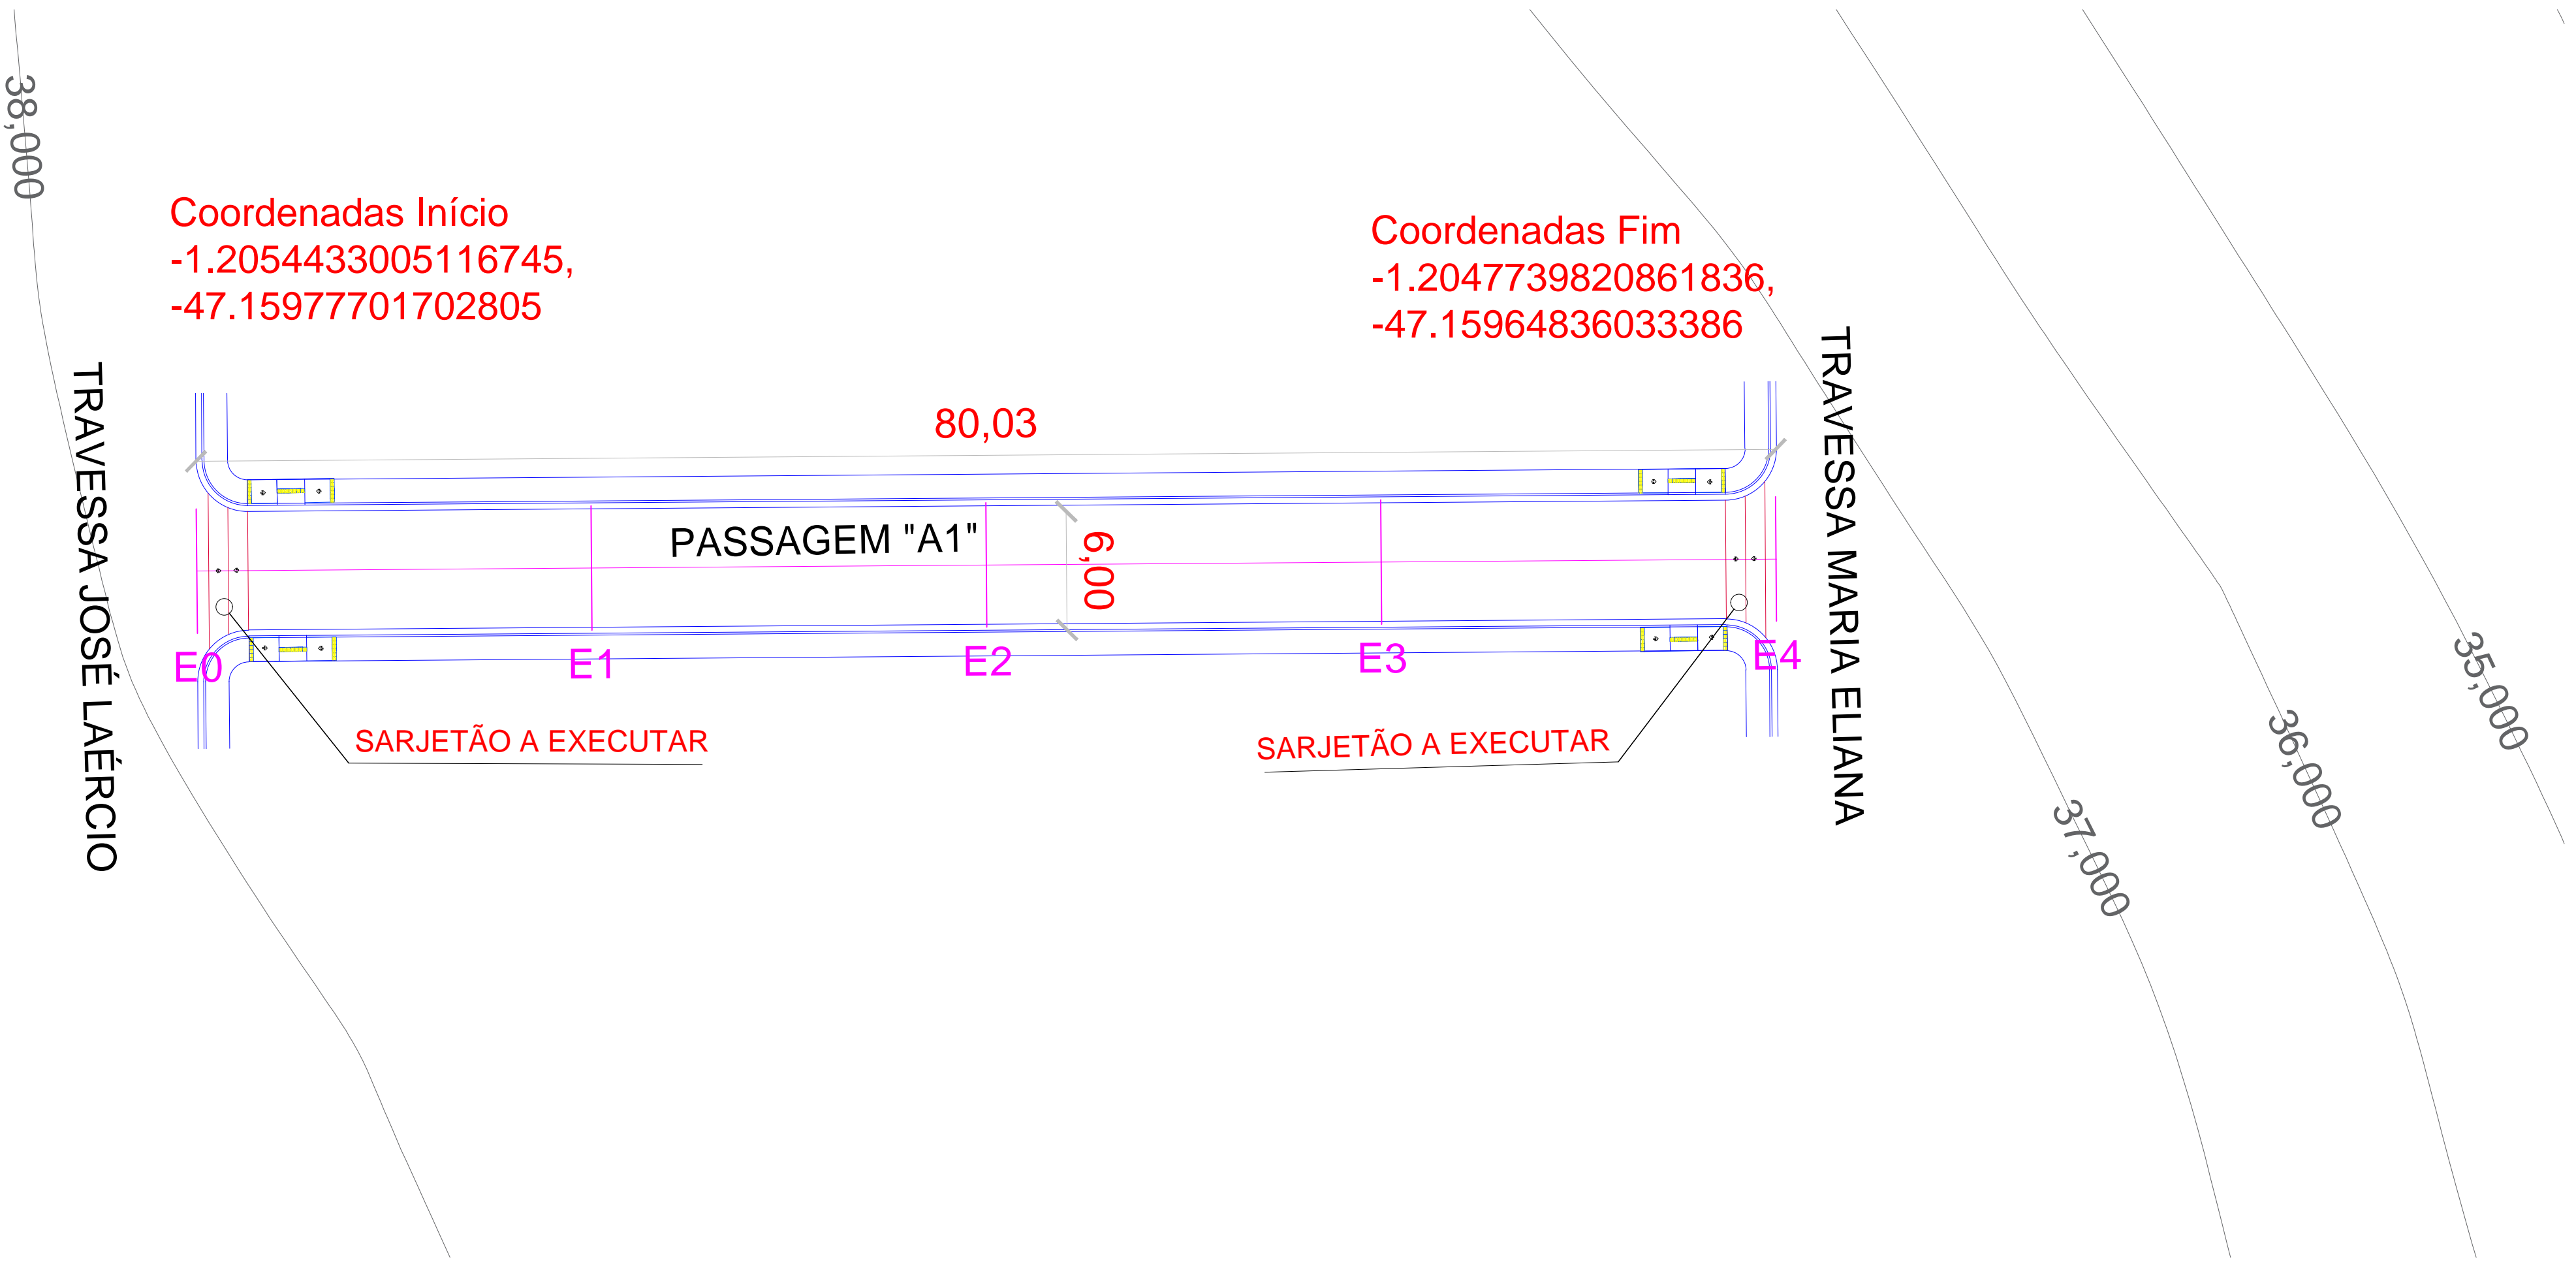 38,000
Coordenadas Início
-1.2054433005116745,
-47.15977701702805
Coordenadas Fim
-1.2047739820861836,
-47.15964836033386
TRAVESSA JOSÉ LAÉRCIO
80,03
PASSAGEM "A1"
6,00
TRAVESSA MARIA ELIANA
E0
E1
E2
E3
E4
SARJETÃO A EXECUTAR
SARJETÃO A EXECUTAR
37,000
36,000
35,000